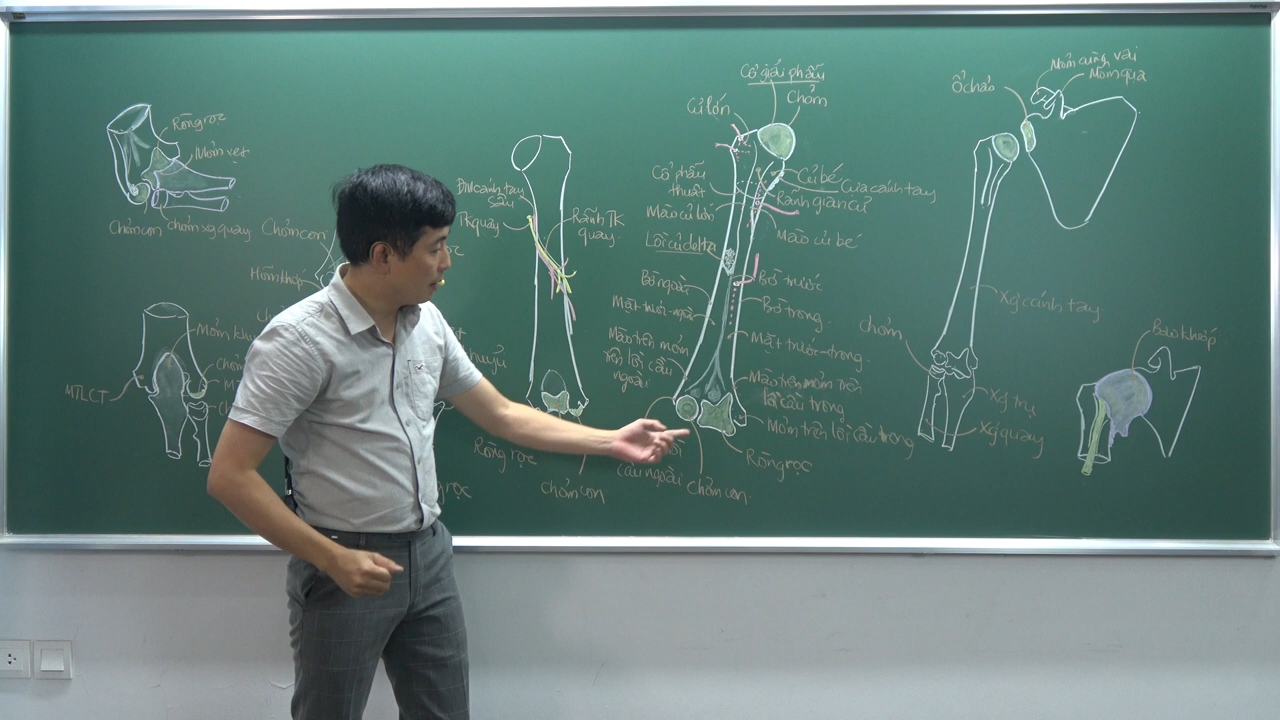 Ròng rọc
Mỏm vẹt
Chỏm con
chỏm xg quay
Chỏm con
Hõm khớp
Mỏm khu
MTLCT
ĐM cánh tay
sâu
TK quay
Rãnh TK
quay
Ròng rọc
Chỏm con
Cổ giải phẫu
Củ lớn
Chỏm
Cổ phẫu
thuật
Mào củ lớn
Lồi củ delta
Củ bé
Cửa cánh tay
Rãnh gian củ
Mào củ bé
Bờ ngoài
Mặt trước-ngoài
Mào trên mỏm
trên lồi cầu
ngoài
Bờ trước
Bờ trong
Mặt trước-trong
Mào trên mỏm trên
lồi cầu trong
Mỏm trên lồi cầu trong
Ròng rọc
cầu ngoài
Chỏm con
Ổ chảo
Mỏm cùng vai
Mỏm quạ
Xg cánh tay
chỏm
Xg trụ
Xg quay
Bao khớp